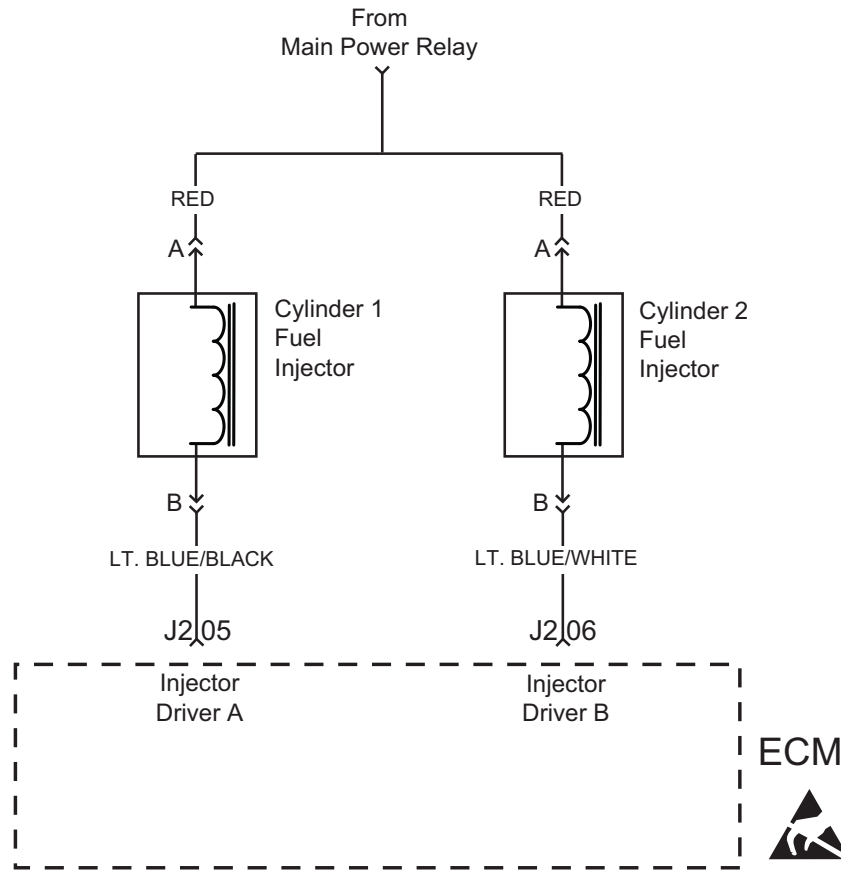 From
Main Power Relay
RED
RED
A
A
Cylinder 1
Fuel
Injector
Cylinder 2
Fuel
Injector
B
B
LT. BLUE/BLACK
LT. BLUE/WHITE
J2 05
J2 06
Injector
Driver A
Injector
Driver B
ECM